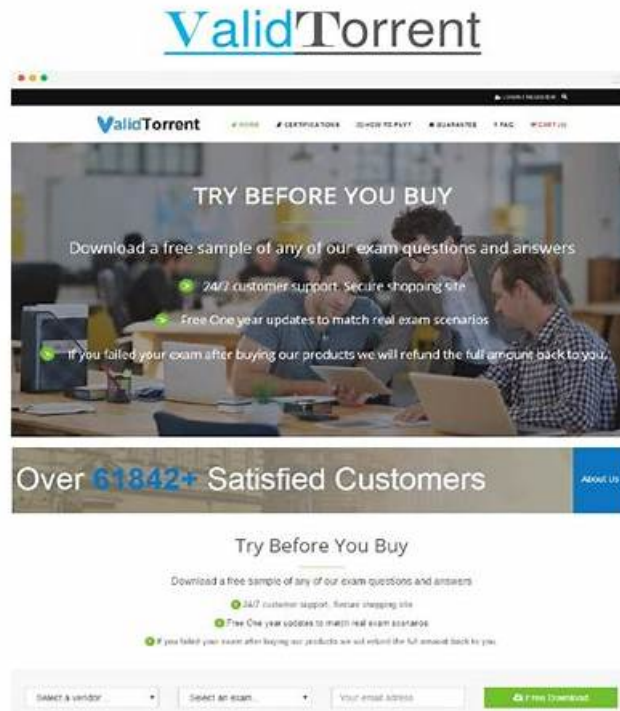 ValidTorrent
LOGIN / REGISTER
ValidTorrent
HOME
CERTIFICATIONS
HOW TO PAY?
GUARANTEE
FAQ
CART (0)
TRY BEFORE YOU BUY
Download a free sample of any of our exam questions and answers
24/7 customer support, Secure shopping site
Free One year updates to match real exam scenarios
If you failed your exam after buying our products we will refund the full amount back to you.
Over 61842+ Satisfied Customers
About Us
Try Before You Buy
Download a free sample of any of our exam questions and answers
24/7 customer support, Secure shopping site
Free One year updates to match real exam scenarios
If you failed your exam after buying our products we will refund the full amount back to you.
Select a vendor...
Select an exam...
Your email address
Free Download